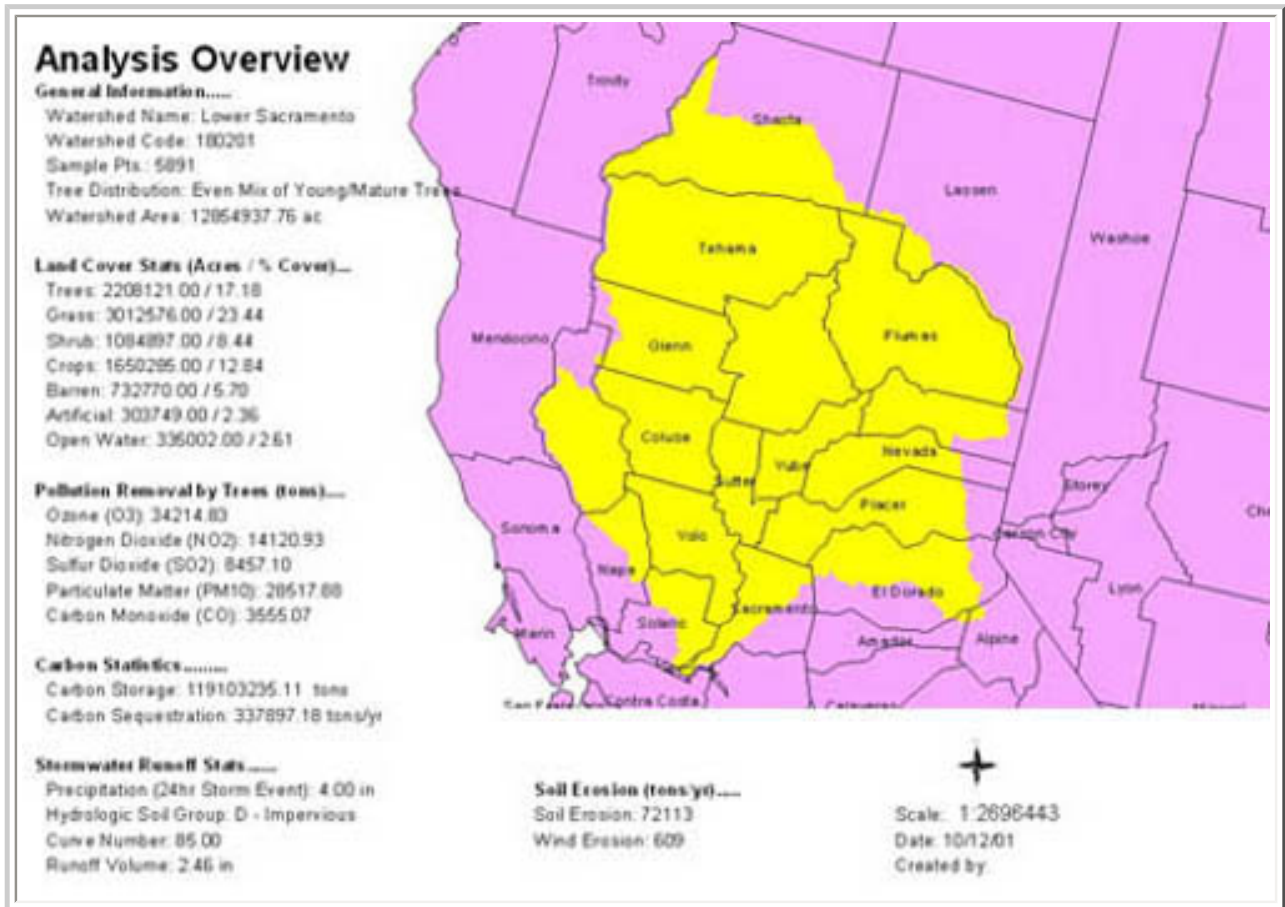 Analysis Overview
General Information.....
Watershed Name: Lower Sacramento
Watershed Code: 180201
Sample Pts.: 5891
Tree Distribution: Even Mix of Young/Mature Trees
Watershed Area: 12854937.76 ac
Land Cover Stats (Acres / % Cover)....
Trees: 2208121.00 / 17.18
Grass: 3012576.00 / 23.44
Shrub: 1084897.00 / 8.44
Crops: 1650285.00 / 12.84
Barren: 732770.00 / 5.70
Artificial: 303749.00 / 2.36
Open Water: 335002.00 / 2.61
Pollution Removal by Trees (tons)....
Ozone (O3): 34214.83
Nitrogen Dioxide (NO2): 14120.93
Sulfur Dioxide (SO2): 8457.10
Particulate Matter (PM10): 28517.88
Carbon Monoxide (CO): 3555.07
Carbon Statistics.........
Carbon Storage: 119103235.11 tons
Carbon Sequestration: 337897.18 tons/yr
Stormwater Runoff Stats......
Precipitation (24hr Storm Event): 4.00 in
Hydrologic Soil Group: D - Impervious
Curve Number: 85.00
Runoff Volume: 2.46 in
Soil Erosion (tons/yr).....
Soil Erosion: 72113
Wind Erosion: 609
Scale: 1:2696443
Date: 10/12/01
Created by:
Trinity
Shasta
Lassen
Washoe
Tehama
Mendocino
Glenn
Plumas
Colusa
Sutter
Yuba
Nevada
Placer
Storey
Carson City
Sonoma
Yolo
Napa
El Dorado
Lyon
Marin
Solano
Sacramento
Amador
Alpine
Contra Costa